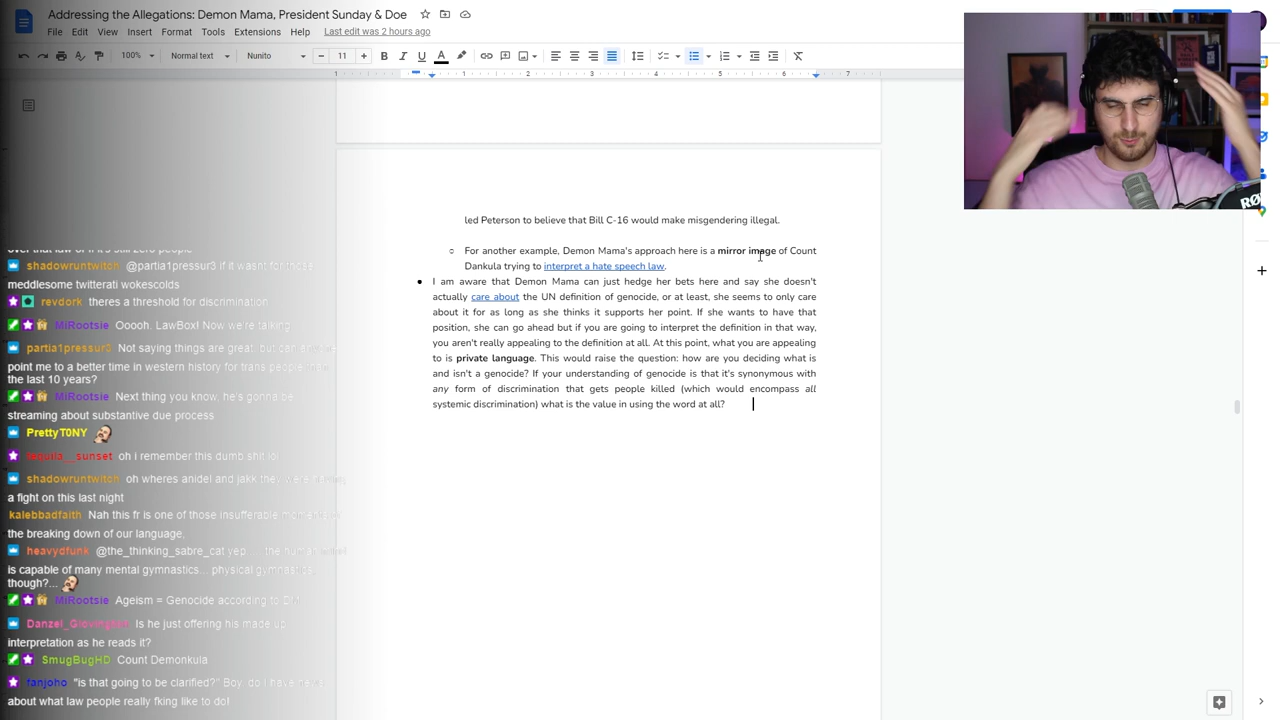 Addressing the Allegations: Demon Mama, President Sunday & Doe
File Edit View Insert Format Tools Extensions Help Last edit was 2 hours ago
100% Normal text Nunito 11
1 1 2 3 4 5 6 7
led Peterson to believe that Bill C-16 would make misgendering illegal.
For another example, Demon Mama's approach here is a mirror image of Count
Dankula trying to interpret a hate speech law.
I am aware that Demon Mama can just hedge her bets here and say she doesn't
actually care about the UN definition of genocide, or at least, she seems to only care
about it for as long as she thinks it supports her point. If she wants to have that
position, she can go ahead but if you are going to interpret the definition in that way,
you aren't really appealing to the definition at all. At this point, what you are appealing
to is private language. This would raise the question: how are you deciding what is
and isn't a genocide? If your understanding of genocide is that it's synonymous with
any form of discrimination that gets people killed (which would encompass all
systemic discrimination) what is the value in using the word at all?
shadowruntwitch @partia1pressur3 if it wasnt for those
meddlesome twitterati wokescolds
revdork theres a threshold for discrimination
MiRootsie Ooooh. LawBox! Now we're talking.
partia1pressur3 Not saying things are great, but can
point me to a better time in western history for trans people
the last 10 years?
MiRootsie Next thing you know, he's gonna be
streaming about substantive due process
PrettyT0NY
tequila__sunset oh i remember this dumb shit lol
shadowruntwitch oh wheres anidel and jakk they were
a fight on this last night
kalebbadfaith Nah this fr is one of those insufferable moments
the breaking down of our language.
heavydfunk @the_thinking_sabre_cat yep ... the human
is capable of many mental gymnastics... physical gymnastics
though?...
MiRootsie Ageism = Genocide according to DM
Is he just offering his made up
interpretation as he reads it?
SmugBugHD Count Demonkula
fanjoho "is that going to be clarified?" Boy, do I have news
about what law people really fking like to do!